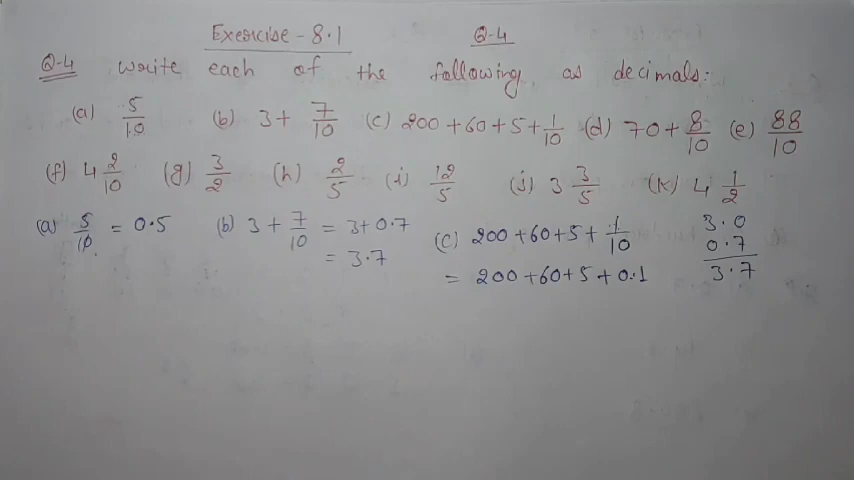 Exercise - 8.1 Q-4
Q-4 write each of the following as decimals:
(a) 5/10 (b) 3 + 7/10 (c) 200 + 60 + 5 + 1/10 (d) 70 + 8/10 (e) 88/10
(f) 4 2/10 (g) 3/2 (h) 2/5 (i) 12/5 (j) 3 3/5 (k) 4 1/2
(a) 5/10 = 0.5 (b) 3 + 7/10 = 3 + 0.7
= 3.7
(c) 200 + 60 + 5 + 1/10
= 200 + 60 + 5 + 0.1
3.0
0.7
3.7